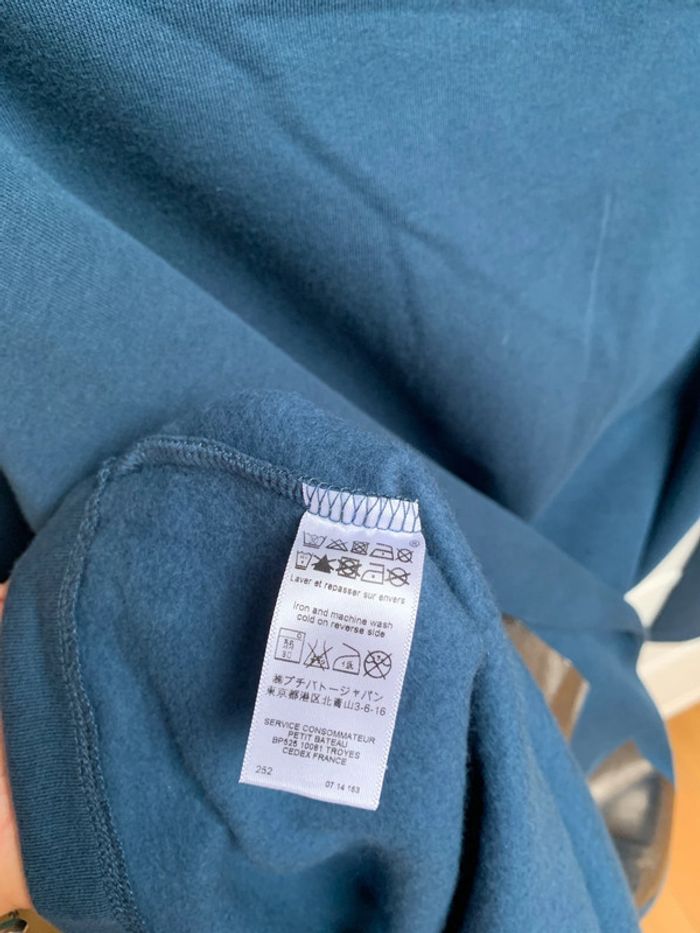 Laver et repasser sur envers
Iron and machine wash
cold on reverse side
㈱プチバトージャパン
東京都港区北青山3-6-16
SERVICE CONSOMMATEUR
PETIT BATEAU
BP525 10081 TROYES
CEDEX FRANCE
252
07 14 153